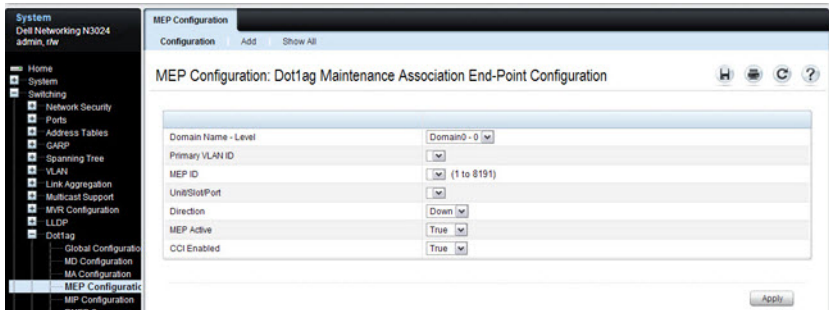 System
Dell Networking N3024
admin, r/w
Home
System
Switching
Network Security
Ports
Address Tables
GARP
Spanning Tree
VLAN
Link Aggregation
Multicast Support
MVR Configuration
LLDP
Dot1ag
Global Configuratio
MD Configuration
MA Configuration
MEP Configuratic
MIP Configuration
MEP Configuration
Configuration Add Show All
MEP Configuration: Dot1ag Maintenance Association End-Point Configuration
Domain Name - Level Domain0 - 0
Primary VLAN ID
MEP ID (1 to 8191)
Unit/Slot/Port
Direction Down
MEP Active True
CCI Enabled True
Apply